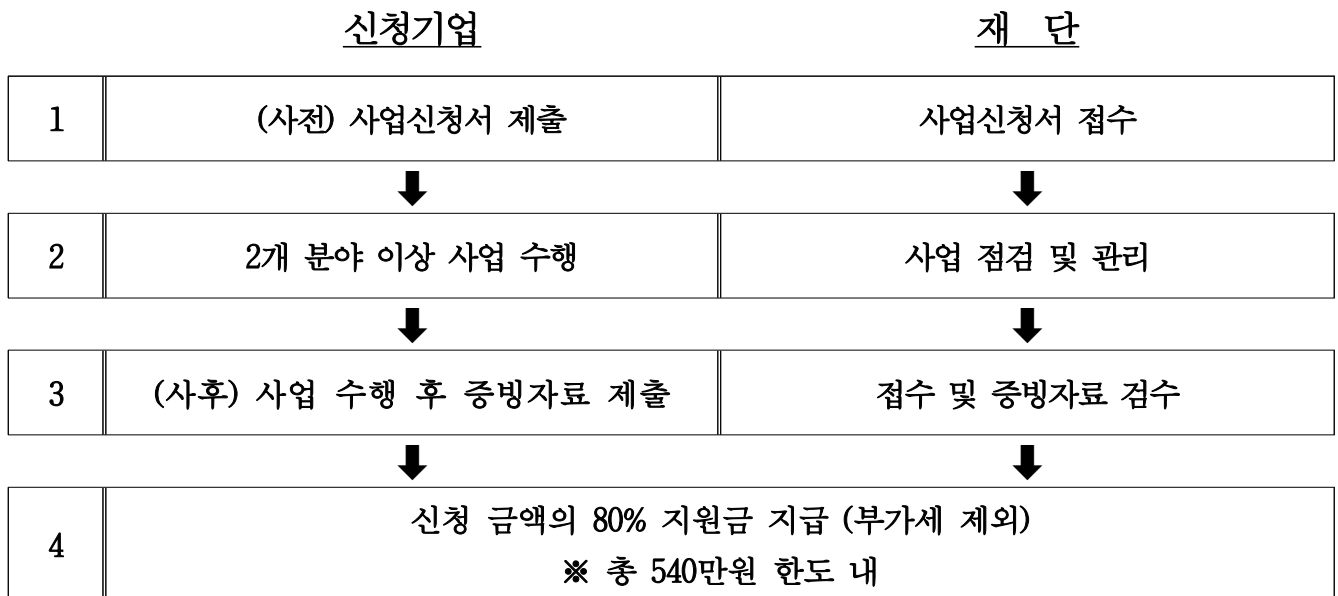 신청기업 재 단
1 (사전) 사업신청서 제출 사업신청서 접수
2 2개 분야 이상 사업 수행 사업 점검 및 관리
3 (사후) 사업 수행 후 증빙자료 제출 접수 및 증빙자료 검수
4 신청 금액의 80% 지원금 지급 (부가세 제외)
※ 총 540만원 한도 내